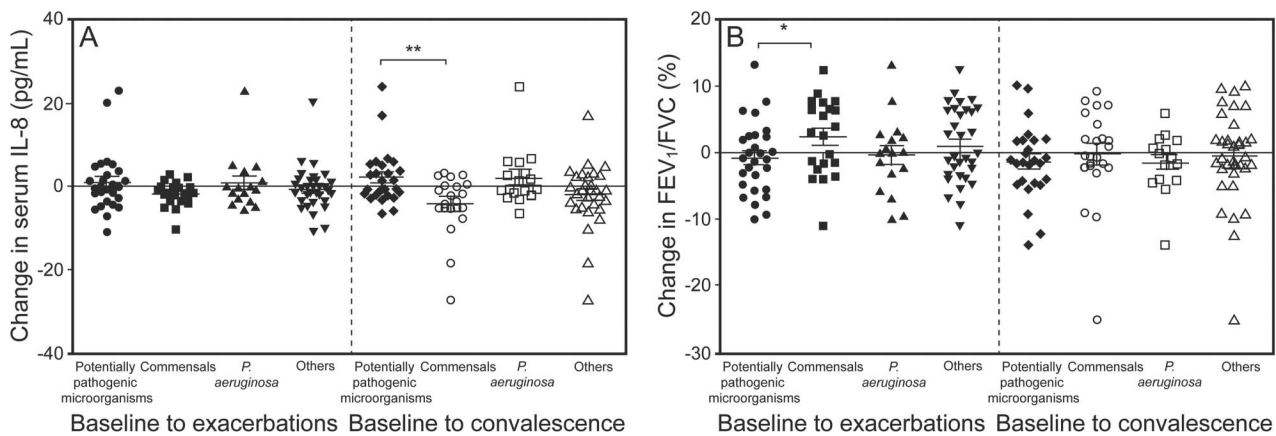 A
Change in serum IL-8 (pg/mL)
40
20
0
-20
-40
**
Potentially
pathogenic
microorganisms
Commensals
P.
aeruginosa
Others
Potentially
pathogenic
microorganisms
Commensals
P.
aeruginosa
Others
Baseline to exacerbations
Baseline to convalescence
B
Change in FEV₁/FVC (%)
20
10
0
-10
-20
-30
*
Potentially
pathogenic
microorganisms
Commensals
P.
aeruginosa
Others
Potentially
pathogenic
microorganisms
Commensals
P.
aeruginosa
Others
Baseline to exacerbations
Baseline to convalescence